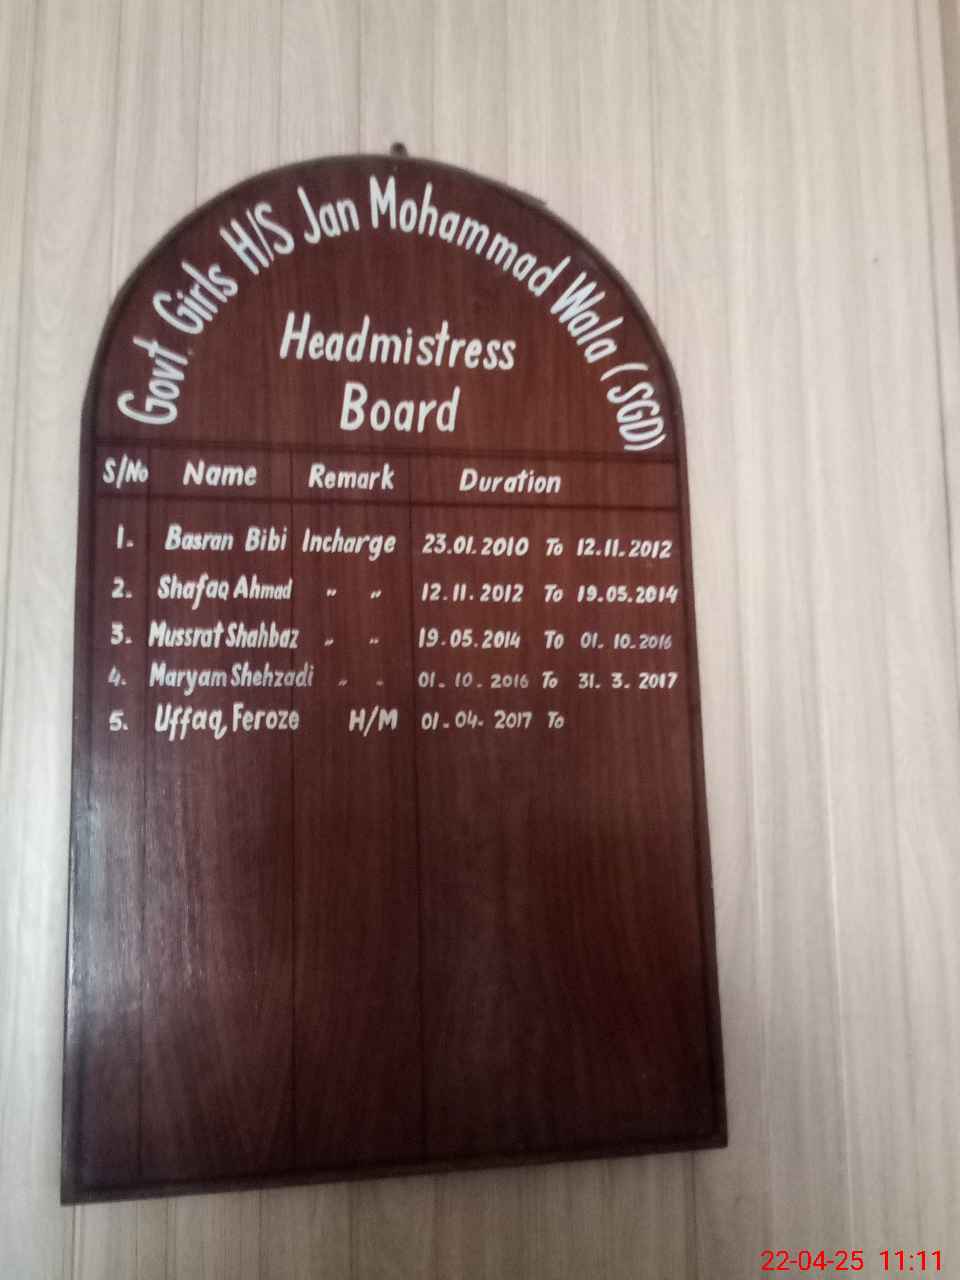 Govt. Girls H/S Jan Mohammad Wala (SGD)
Headmistress
Board
S/No Name Remark Duration
1. Basran Bibi Incharge 23.01.2010 To 12.11.2012
2. Shafaq Ahmad " " 12.11.2012 To 19.05.2014
3. Mussrat Shahbaz " " 19.05.2014 To 01.10.2016
4. Maryam Shehzadi " " 01.10.2016 To 31.3.2017
5. Uffaq Feroze H/M 01.04.2017 To
22-04-25 11:11